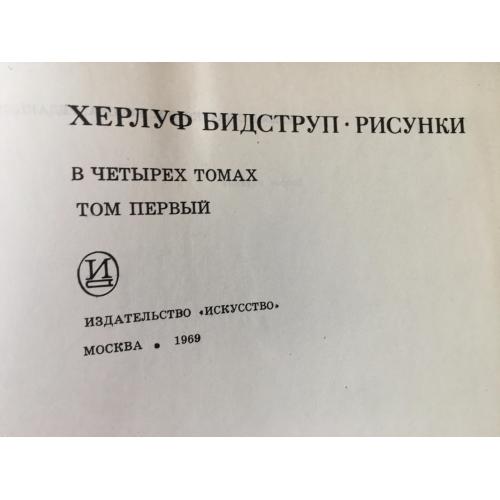 ХЕРЛУФ БИДСТРУП · РИСУНКИ
В ЧЕТЫРЕХ ТОМАХ
ТОМ ПЕРВЫЙ
И
ИЗДАТЕЛЬСТВО «ИСКУССТВО»
МОСКВА • 1969